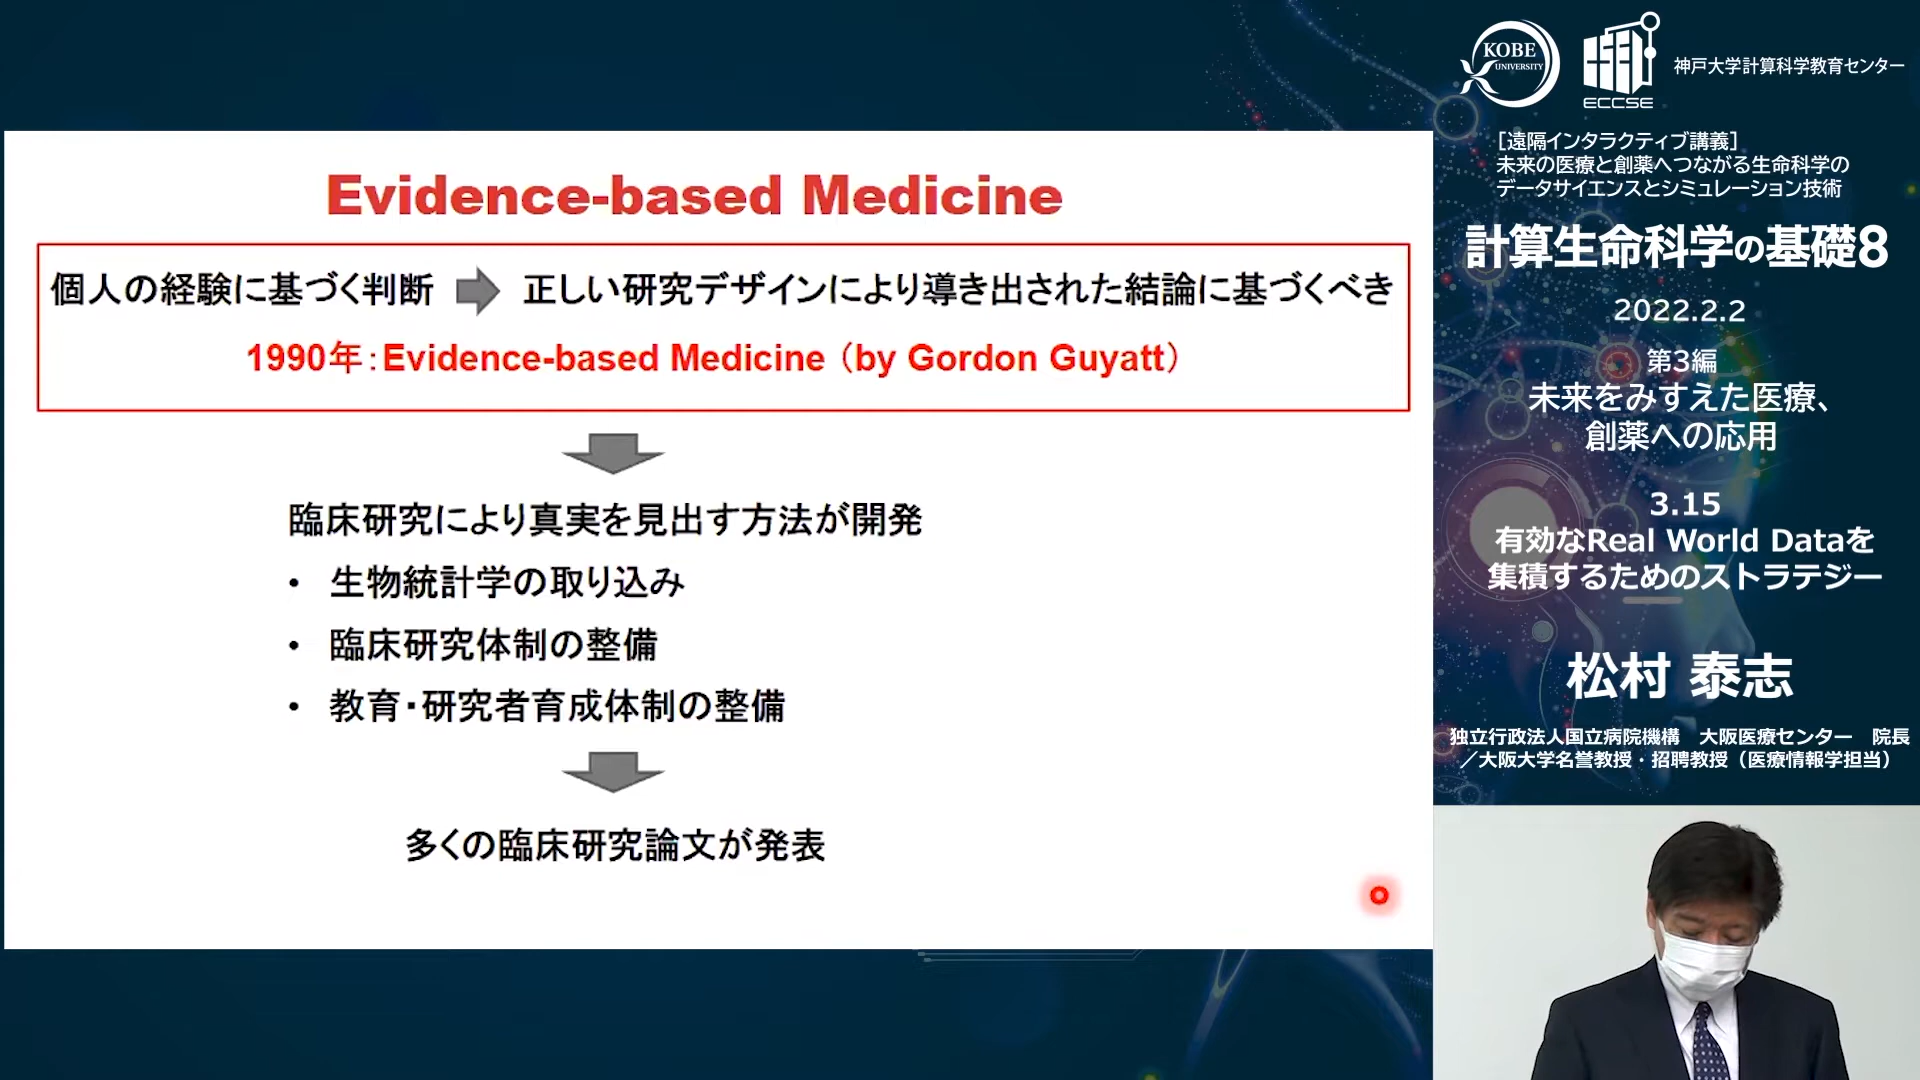 Evidence-based Medicine
個人の経験に基づく判断 正しい研究デザインにより導き出された結論に基づくべき
1990年：Evidence-based Medicine（by Gordon Guyatt）
臨床研究により真実を見出す方法が開発
• 生物統計学の取り込み
• 臨床研究体制の整備
• 教育・研究者育成体制の整備
多くの臨床研究論文が発表
KOBE
UNIVERSITY
ECCSE
神戸大学計算科学教育センター
［遠隔インタラクティブ講義］
未来の医療と創薬へつながる生命科学の
データサイエンスとシミュレーション技術
計算生命科学の基礎8
2022.2.2
第3編
未来をみすえた医療、
創薬への応用
3.15
有効なReal World Dataを
集積するためのストラテジー
松村 泰志
独立行政法人国立病院機構　大阪医療センター　院長
／大阪大学名誉教授・招聘教授（医療情報学担当）